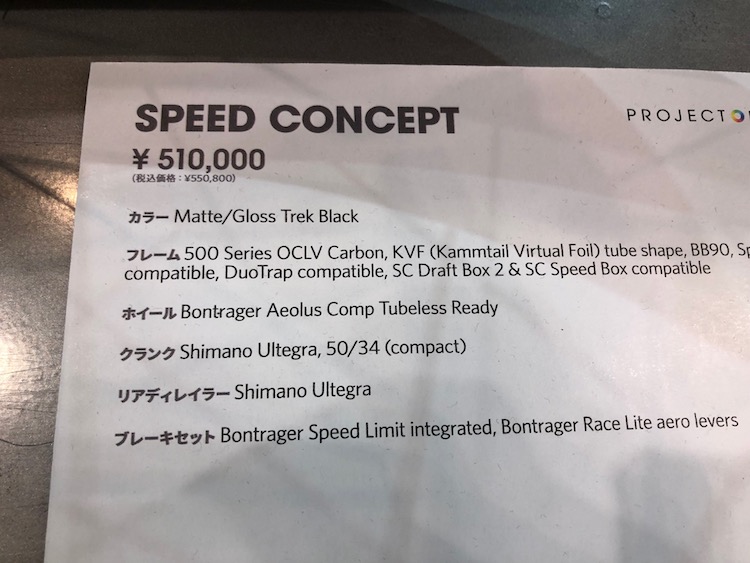 SPEED CONCEPT
PROJECT
¥ 510,000
(税込価格：¥550,800)
カラー Matte/Gloss Trek Black
フレーム 500 Series OCLV Carbon, KVF (Kammtail Virtual Foil) tube shape, BB90,
compatible, DuoTrap compatible, SC Draft Box 2 & SC Speed Box compatible
ホイール Bontrager Aeolus Comp Tubeless Ready
クランク Shimano Ultegra, 50/34 (compact)
リアディレイラー Shimano Ultegra
ブレーキセット Bontrager Speed Limit integrated, Bontrager Race Lite aero levers